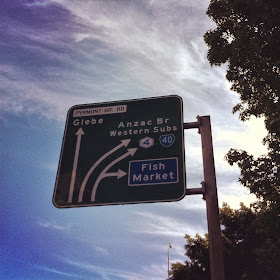 PYRMONT BR. RD
Glebe
Anzac Br
Western Subs
4 40
Fish
Market